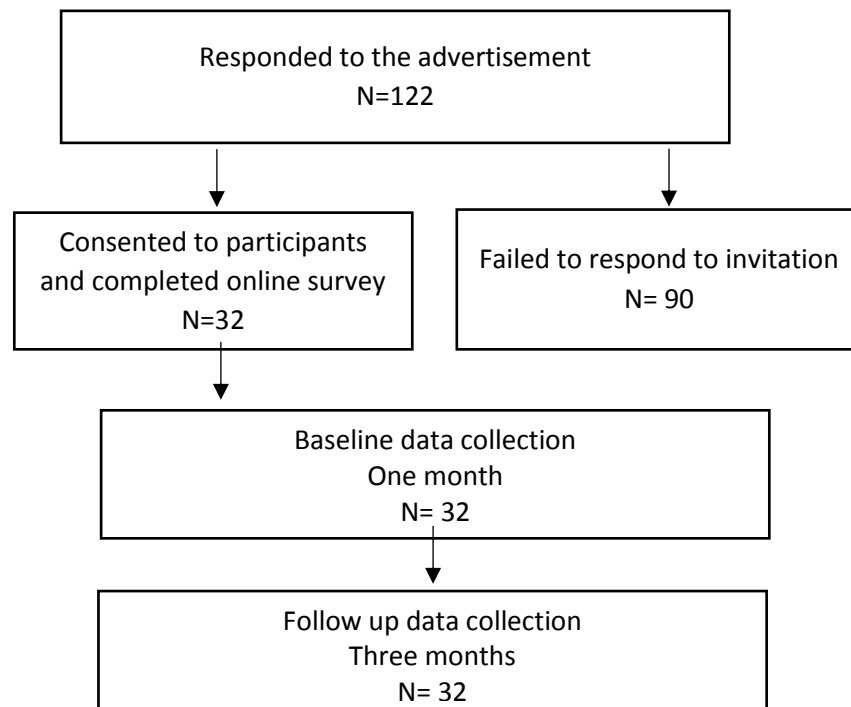 Responded to the advertisement
N=122
Consented to participants
and completed online survey
N=32
Failed to respond to invitation
N= 90
Baseline data collection
One month
N= 32
Follow up data collection
Three months
N= 32